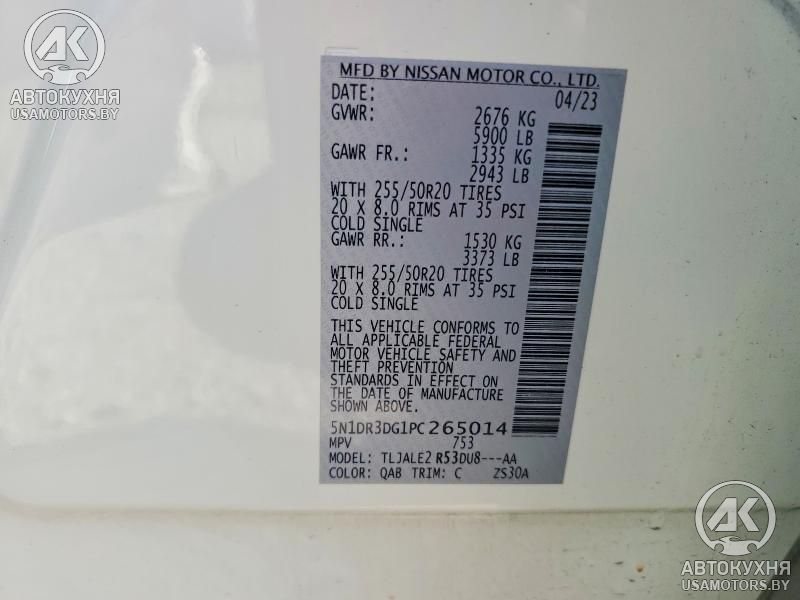 AK
АВТОКУХНЯ
USAMOTORS.BY
MFD BY NISSAN MOTOR CO., LTD.
DATE: 04/23
GVWR: 2676 KG
5900 LB
GAWR FR.: 1335 KG
2943 LB
WITH 255/50R20 TIRES
20 X 8.0 RIMS AT 35 PSI
COLD SINGLE
GAWR RR.: 1530 KG
3373 LB
WITH 255/50R20 TIRES
20 X 8.0 RIMS AT 35 PSI
COLD SINGLE
THIS VEHICLE CONFORMS TO
ALL APPLICABLE FEDERAL
MOTOR VEHICLE SAFETY AND
THEFT PREVENTION
STANDARDS IN EFFECT ON
THE DATE OF MANUFACTURE
SHOWN ABOVE.
5N1DR3DG1PC265014
MPV 753
MODEL: TLJALE2 R53DU8---AA
COLOR: QAB TRIM: C ZS30A
AK
АВТОКУХНЯ
USAMOTORS.BY